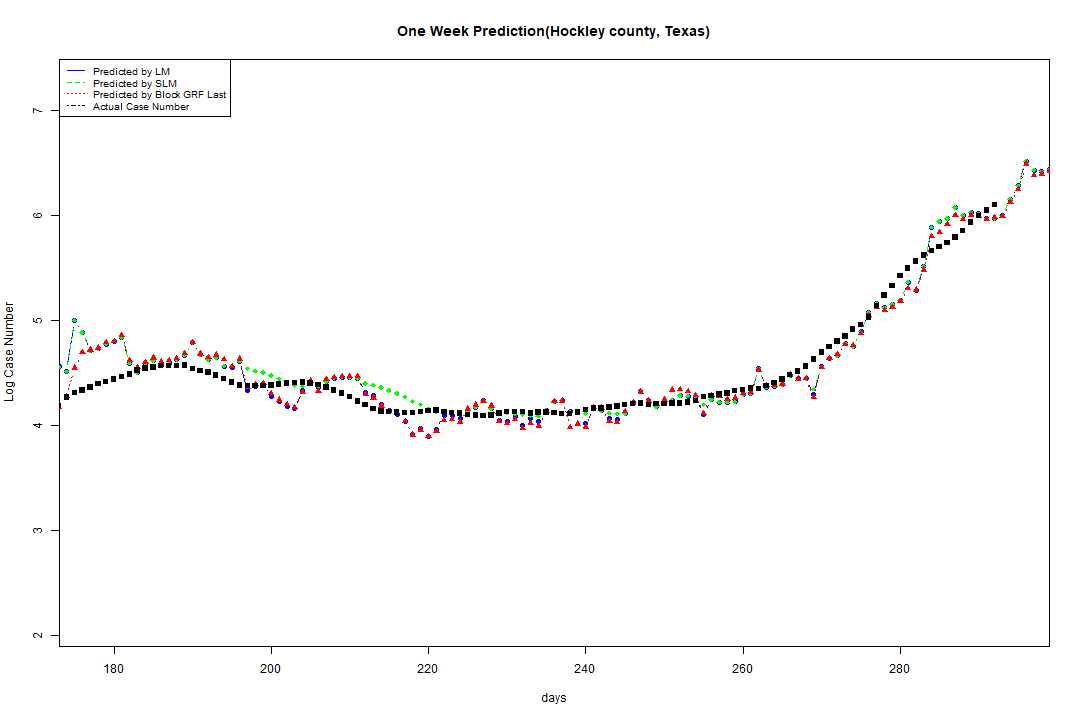 One Week Prediction(Hockley county, Texas)
Predicted by LM
Predicted by SLM
Predicted by Block GRF Last
Actual Case Number
7
6
5
4
3
2
Log Case Number
180 200 220 240 260 280
days